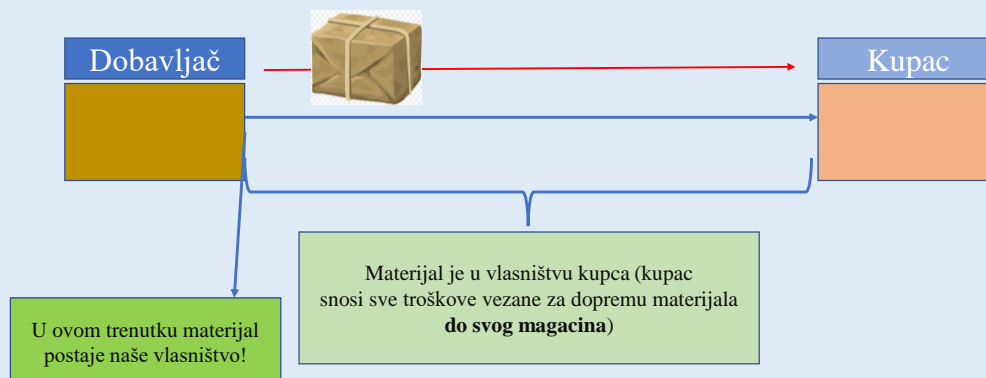 Dobavljač
Kupac
Materijal je u vlasništvu kupca (kupac
snosi sve troškove vezane za dopremu materijala
do svog magacina)
U ovom trenutku materijal
postaje naše vlasništvo!